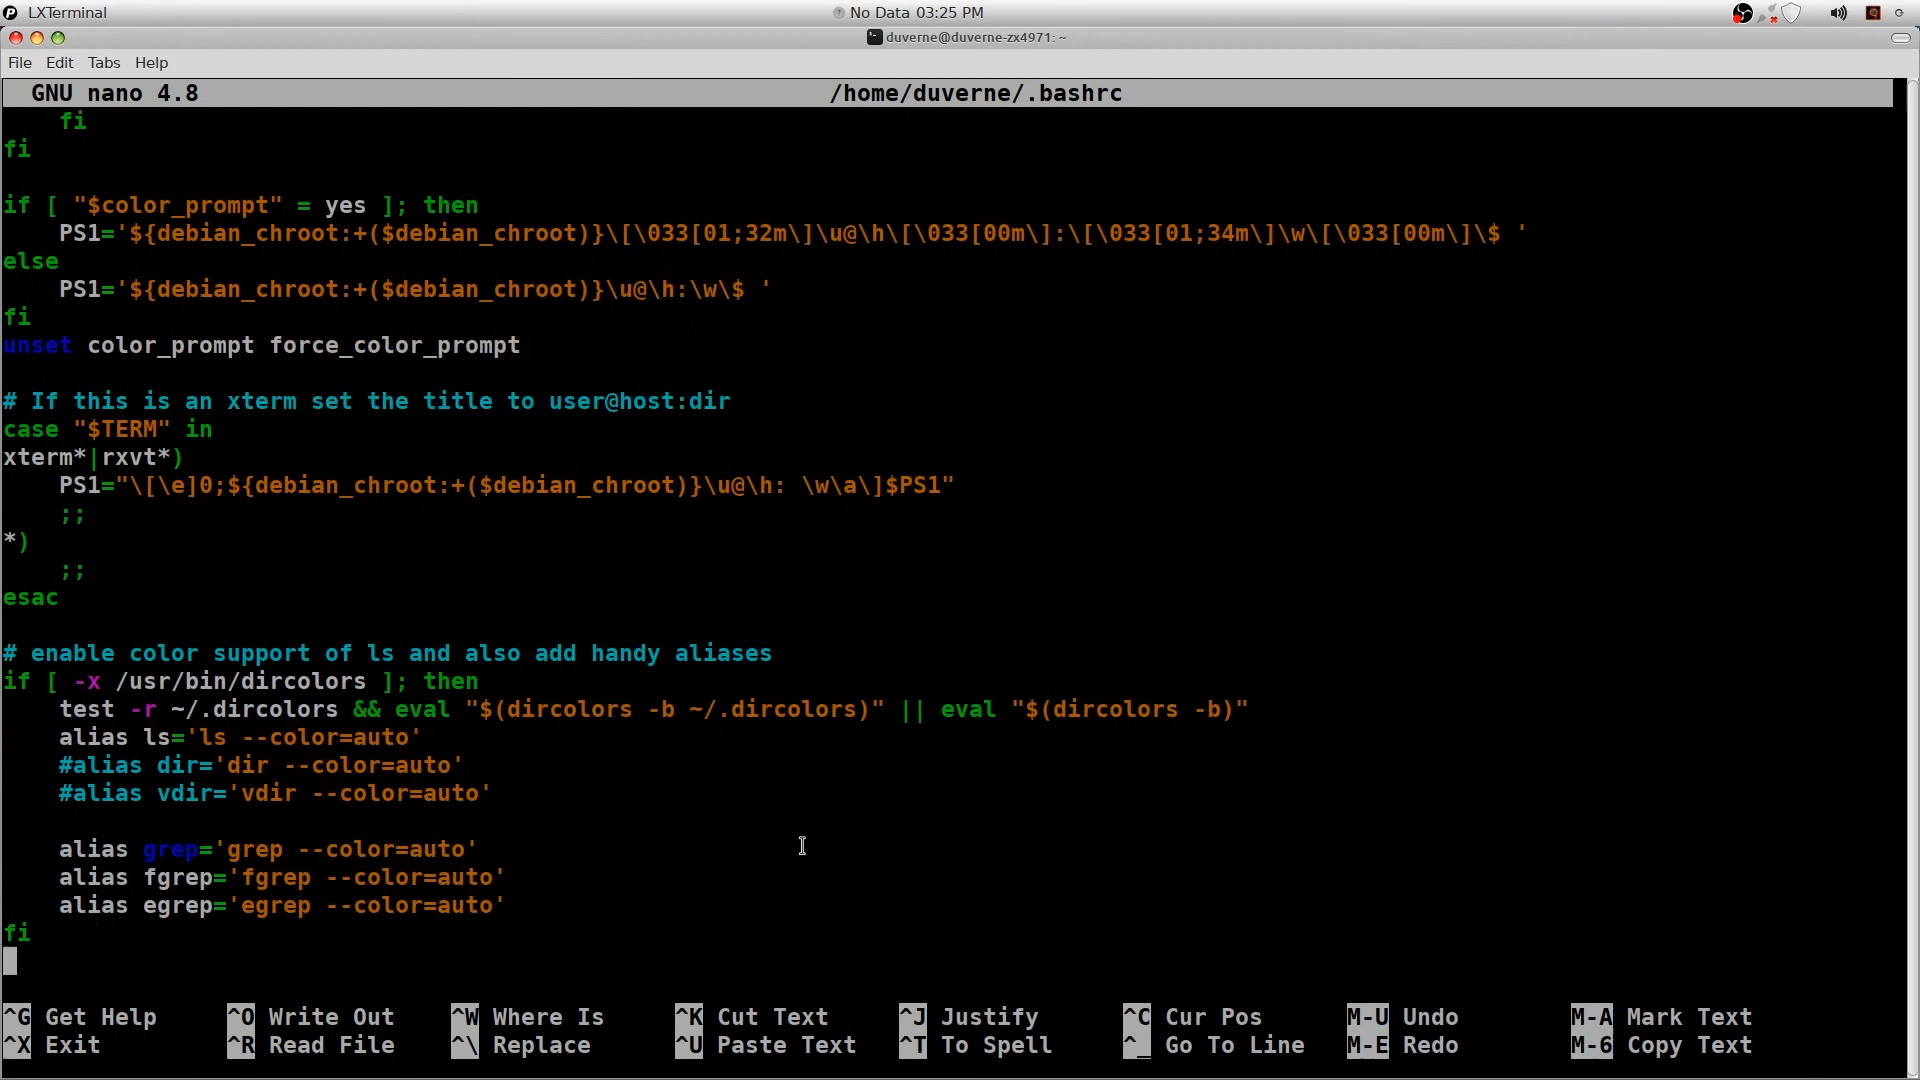 LXTerminal
No Data 03:25 PM
duverne@duverne-zx4971: ~
File Edit Tabs Help
GNU nano 4.8 /home/duverne/.bashrc
    fi
fi

if [ "$color_prompt" = yes ]; then
    PS1='${debian_chroot:+($debian_chroot)}\[\033[01;32m\]\u@\h\[\033[00m\]:\[\033[01;34m\]\w\[\033[00m\]\$ '
else
    PS1='${debian_chroot:+($debian_chroot)}\u@\h:\w\$ '
fi
unset color_prompt force_color_prompt

# If this is an xterm set the title to user@host:dir
case "$TERM" in
xterm*|rxvt*)
    PS1="\[\e]0;${debian_chroot:+($debian_chroot)}\u@\h: \w\a\]$PS1"
    ;;
*)
    ;;
esac

# enable color support of ls and also add handy aliases
if [ -x /usr/bin/dircolors ]; then
    test -r ~/.dircolors && eval "$(dircolors -b ~/.dircolors)" || eval "$(dircolors -b)"
    alias ls='ls --color=auto'
    #alias dir='dir --color=auto'
    #alias vdir='vdir --color=auto'

    alias grep='grep --color=auto'
    alias fgrep='fgrep --color=auto'
    alias egrep='egrep --color=auto'
fi

^G Get Help ^O Write Out ^W Where Is ^K Cut Text ^J Justify ^C Cur Pos M-U Undo M-A Mark Text
^X Exit ^R Read File ^\ Replace ^U Paste Text ^T To Spell ^_ Go To Line M-E Redo M-6 Copy Text